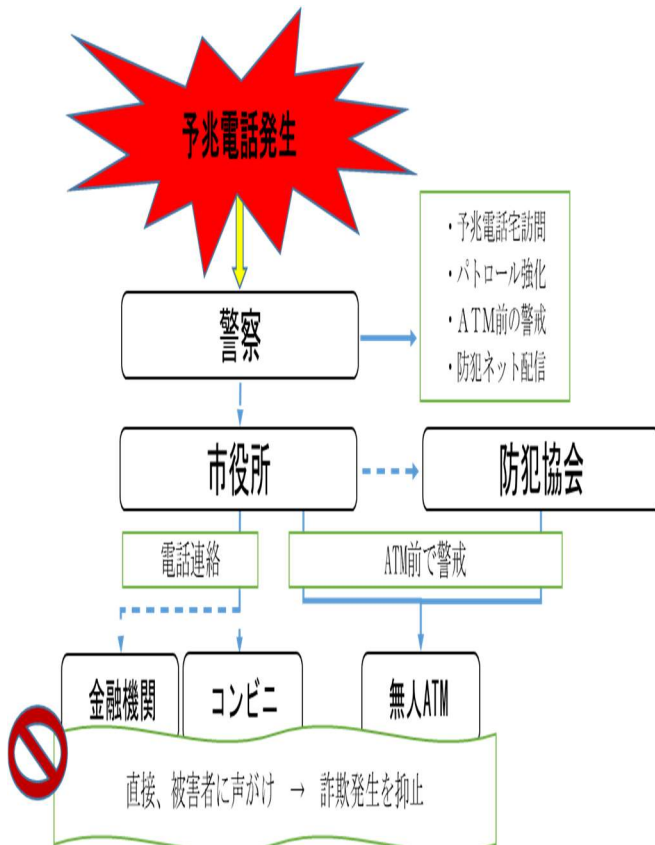 予兆電話発生
・予兆電話宅訪問
・パトロール強化
・ATM前の警戒
・防犯ネット配信
警察
市役所
防犯協会
電話連絡
ATM前で警戒
金融機関
コンビニ
無人ATM
直接、被害者に声がけ → 詐欺発生を抑止